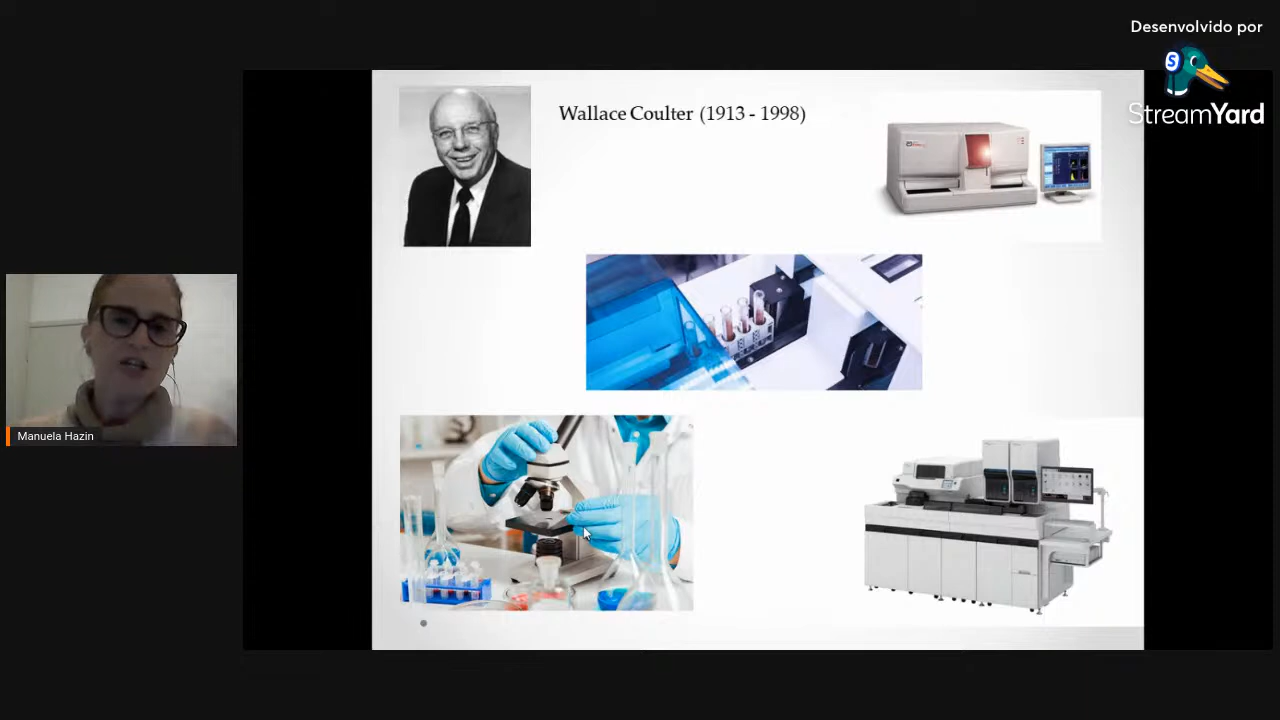 Desenvolvido por
StreamYard
Wallace Coulter (1913 - 1998)
Manuela Hazin